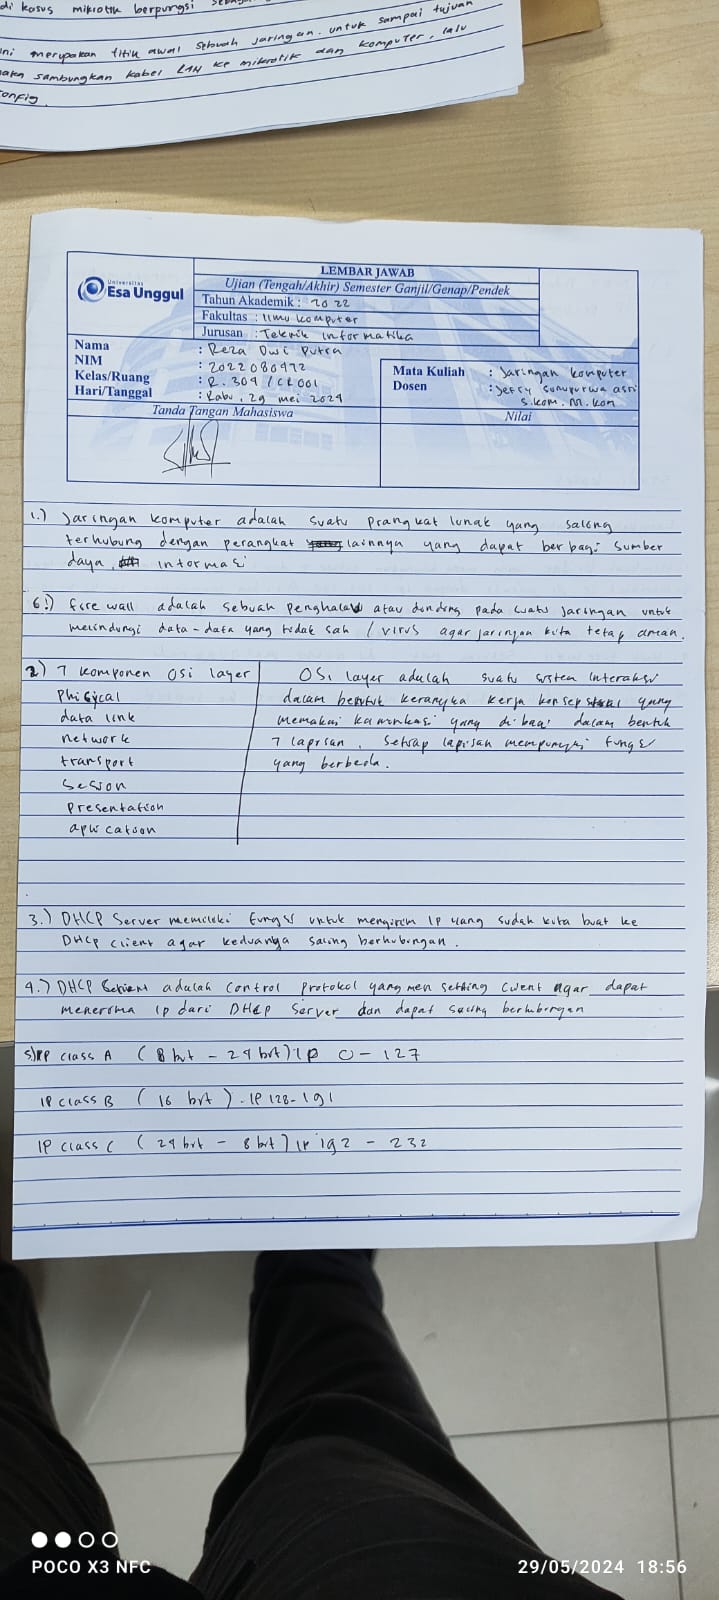 di kasus mikrotik berpungsi
ini merupakan titik awal sebuah jaringan. untuk sampai tujuan
maka sambungkan kabel LAN ke mikrotik dan komputer, lalu
config.
LEMBAR JAWAB
Universitas
Esa Unggul
Ujian (Tengah/Akhir) Semester Ganjil/Genap/Pendek
Tahun Akademik : 2022
Fakultas : Ilmu Komputer
Jurusan : Teknik informatika
Nama : Reza Dwi Putra
NIM : 2022080472
Kelas/Ruang : R. 304 / CR001
Hari/Tanggal : Rabu, 29 mei 2024
Mata Kuliah : Jaringan komputer
Dosen : Jefry Sunupurwa asri
S.kom. M.kom
Tanda Tangan Mahasiswa
Nilai
1.) Jaringan komputer adalah suatu prangkat lunak yang saling
terhubung dengan perangkat lainnya yang dapat berbagi sumber
daya, informasi
6.) fire wall adalah sebuah penghalang atau dinding pada suatu jaringan untuk
melindungi data-data yang tidak sah / virus agar jaringan kita tetap aman.
2) 7 komponen OSi layer
Phisycal
data link
network
transport
Sesion
Presentation
aplication
OSi layer adalah suatu sistem Interaksi
dalam bentuk kerangka kerja konsep yang
memakai yang di bagi dalam bentuk
7 lapisan. Setiap lapisan mempunyai fungsi
yang berbeda.
3.) DHCP Server memiliki fungsi untuk mengirim IP yang sudah kita buat ke
DHCP client agar keduanya saling berhubungan.
4.) DHCP adalah control protokol yang men setting Client agar dapat
menerima ip dari DHCP Server dan dapat saling berhubungan
5) IP class A ( 8 bit - 24 bit) IP 0 - 127
IP class B ( 16 bit ). IP 128-191
IP class C ( 24 bit - 8 bit) IP 192 - 232
POCO X3 NFC
29/05/2024 18:56